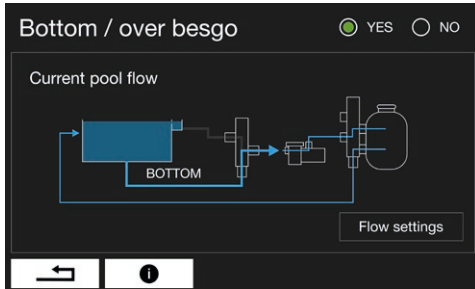 Bottom / over besgo
YES
NO
Current pool flow
BOTTOM
Flow settings